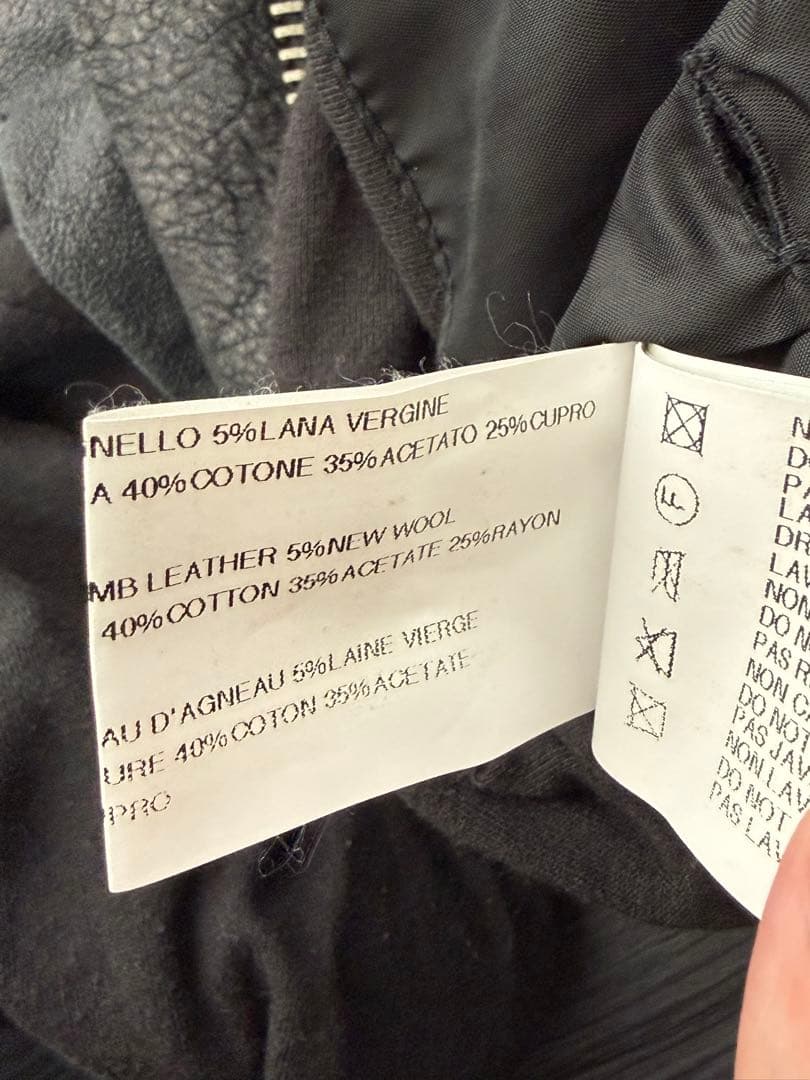 NELLO 5%LANA VERGINE
A 40%COTONE 35%ACETATO 25%CUPRO
MB LEATHER 5%NEW WOOL
40%COTTON 35%ACETATE 25%RAYON
AU D'AGNEAU 5%LAINE VIERGE
URE 40%COTON 35%ACETATE
PRO
F
N
DO
PA
LA
DR
LAV
NON
DO N
PAS R
NON C
DO NOT
PAS JAV
NON LAV
DO NOT
PAS LAV